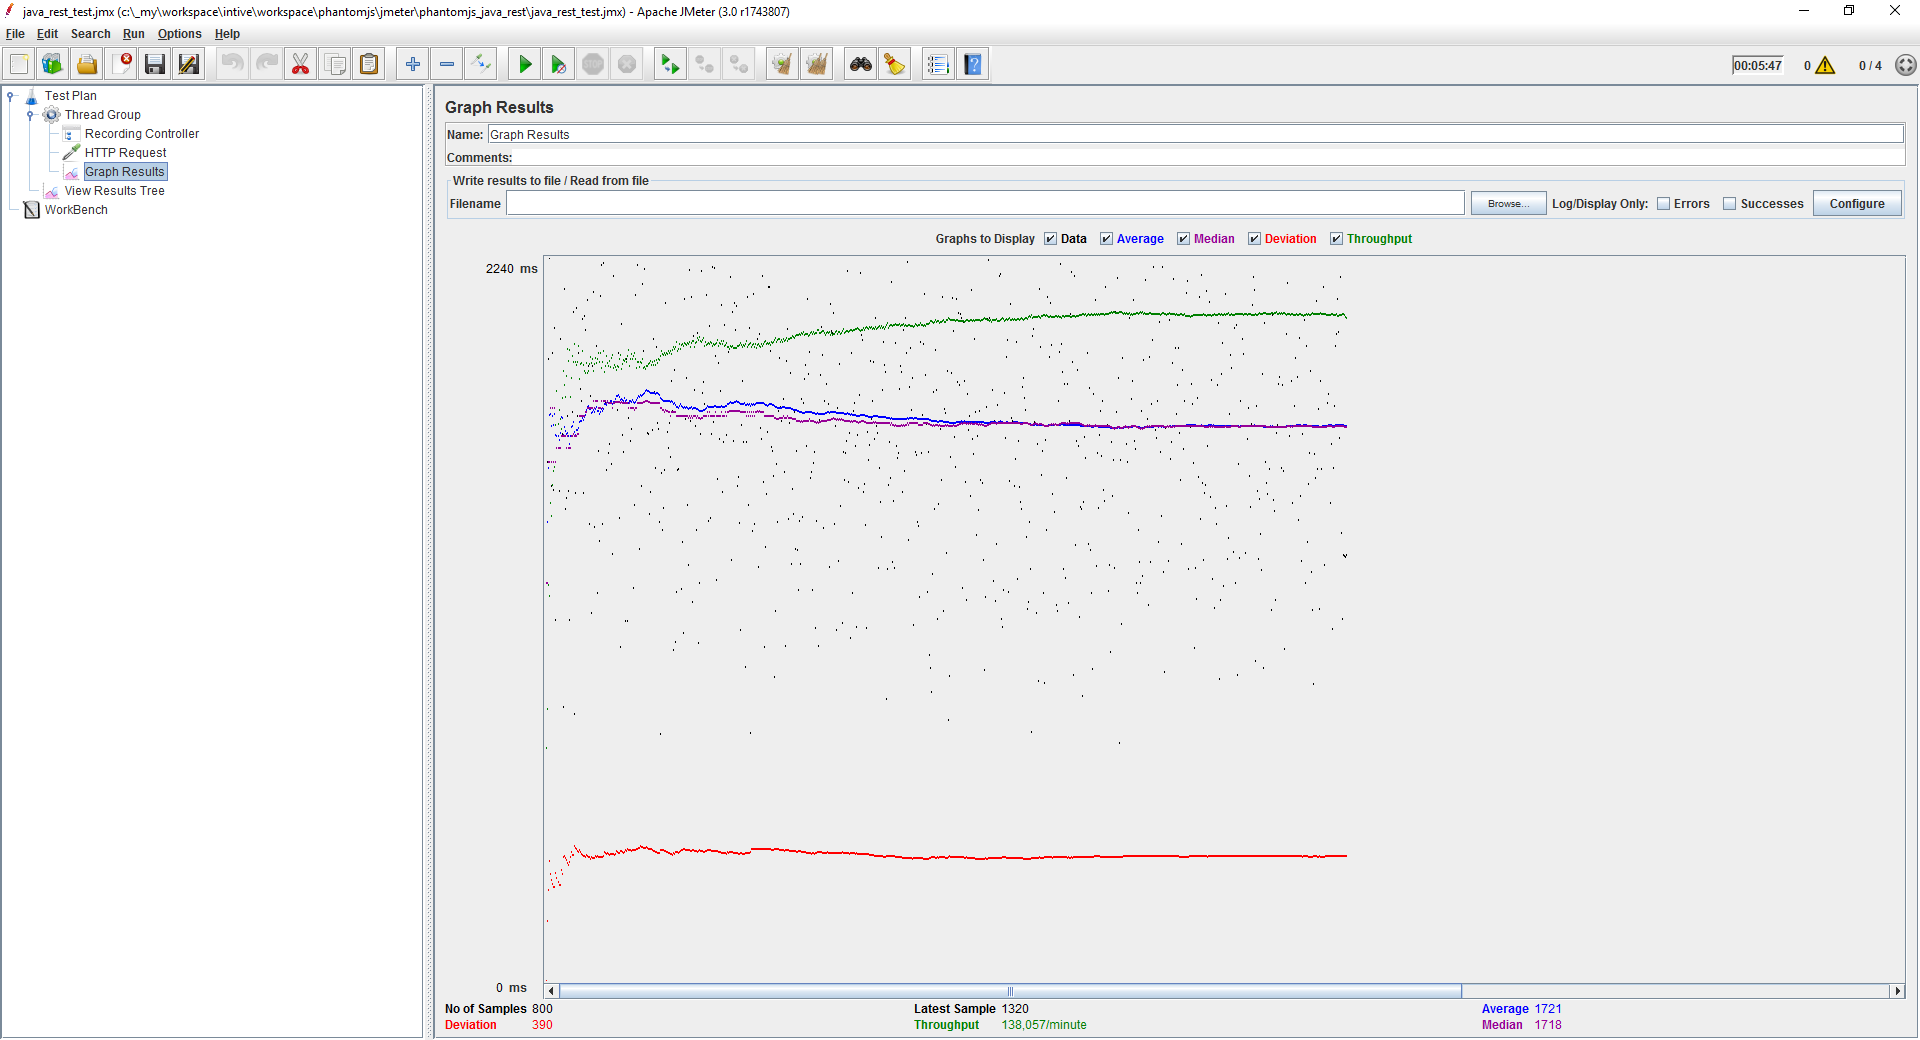 java_rest_test.jmx (c:\_my\workspace\intive\workspace\phantomjs\jmeter\phantomjs_java_rest\java_rest_test.jmx) - Apache JMeter (3.0 r1743807)
File Edit Search Run Options Help
STOP
00:05:47 0 0 / 4
Test Plan
Thread Group
Recording Controller
HTTP Request
Graph Results
View Results Tree
WorkBench
Graph Results
Name: Graph Results
Comments:
Write results to file / Read from file
Filename Browse... Log/Display Only: Errors Successes Configure
Graphs to Display Data Average Median Deviation Throughput
2240 ms
0 ms
No of Samples 800 Latest Sample 1320 Average 1721
Deviation 390 Throughput 138,057/minute Median 1718